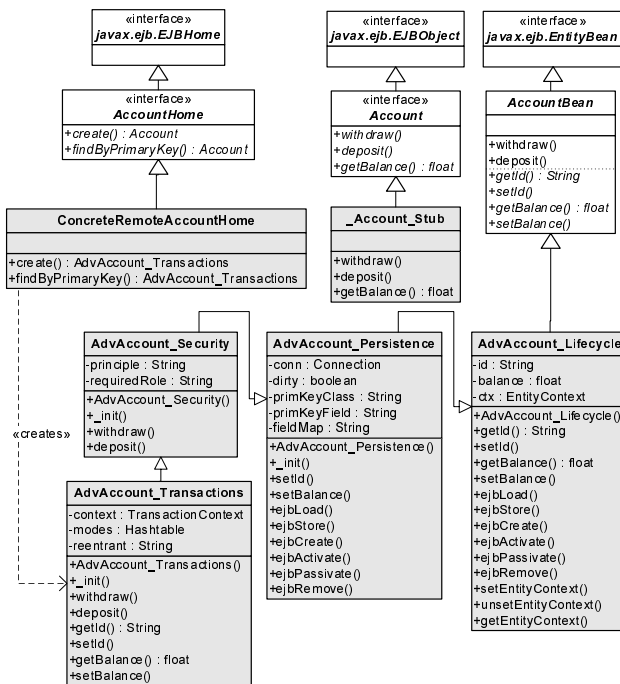 «interface»
javax.ejb.EJBHome
«interface»
javax.ejb.EJBObject
«interface»
javax.ejb.EntityBean
«interface»
AccountHome
+create() : Account
+findByPrimaryKey() : Account
«interface»
Account
+withdraw()
+deposit()
+getBalance() : float
AccountBean
+withdraw()
+deposit()
+getId() : String
+setId()
+getBalance() : float
+setBalance()
ConcreteRemoteAccountHome
+create() : AdvAccount_Transactions
+findByPrimaryKey() : AdvAccount_Transactions
_Account_Stub
+withdraw()
+deposit()
+getBalance() : float
AdvAccount_Security
-principle : String
-requiredRole : String
+AdvAccount_Security()
+_init()
+withdraw()
+deposit()
AdvAccount_Persistence
-conn : Connection
-dirty : boolean
-primKeyClass : String
-primKeyField : String
-fieldMap : String
+AdvAccount_Persistence()
+_init()
+setId()
+setBalance()
+ejbLoad()
+ejbStore()
+ejbCreate()
+ejbActivate()
+ejbPassivate()
+ejbRemove()
AdvAccount_Lifecycle
-id : String
-balance : float
-ctx : EntityContext
+AdvAccount_Lifecycle()
+getId() : String
+setId()
+getBalance() : float
+setBalance()
+ejbLoad()
+ejbStore()
+ejbCreate()
+ejbActivate()
+ejbPassivate()
+ejbRemove()
+setEntityContext()
+unsetEntityContext()
+getEntityContext()
«creates»
AdvAccount_Transactions
-context : TransactionContext
-modes : Hashtable
-reentrant : String
+AdvAccount_Transactions()
+_init()
+withdraw()
+deposit()
+getId() : String
+setId()
+getBalance() : float
+setBalance()